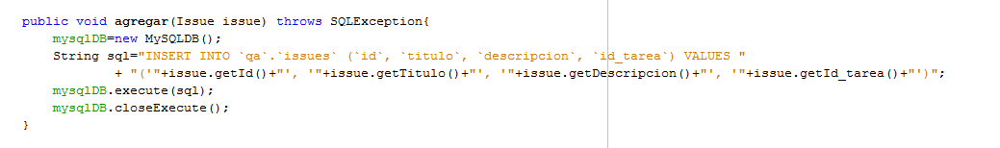 public void agregar(Issue issue) throws SQLException{
mysqlDB=new MySQLDB();
String sql="INSERT INTO `qa`.`issues` (`id`, `titulo`, `descripcion`, `id_tarea`) VALUES "
+ "('"+issue.getId()+"', '"+issue.getTitulo()+"', '"+issue.getDescripcion()+"', '"+issue.getId_tarea()+"')";
mysqlDB.execute(sql);
mysqlDB.closeExecute();
}